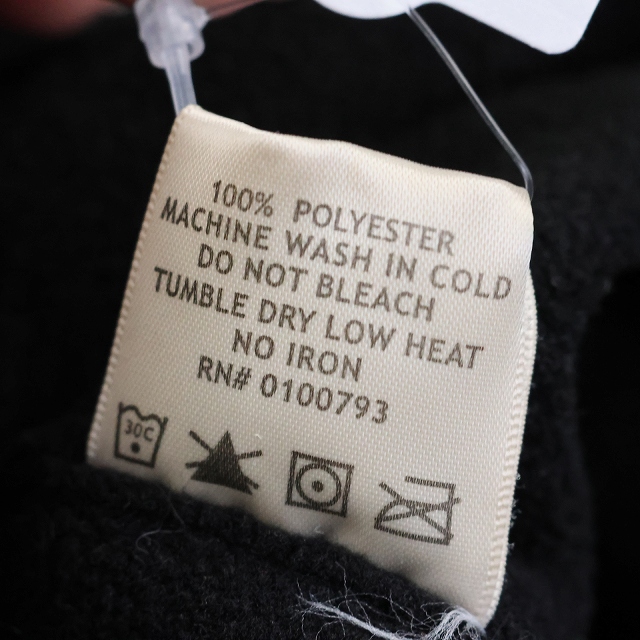 100% POLYESTER
MACHINE WASH IN COLD
DO NOT BLEACH
TUMBLE DRY LOW HEAT
NO IRON
RN# 0100793
30C